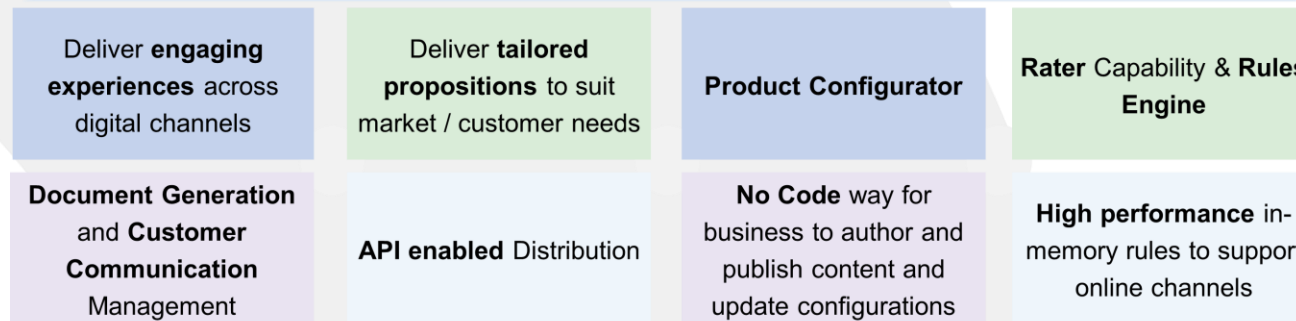 Deliver engaging
experiences across
digital channels
Deliver tailored
propositions to suit
market / customer needs
Product Configurator
Rater Capability & Rules
Engine
Document Generation
and Customer
Communication
Management
API enabled Distribution
No Code way for
business to author and
publish content and
update configurations
High performance in-
memory rules to support
online channels